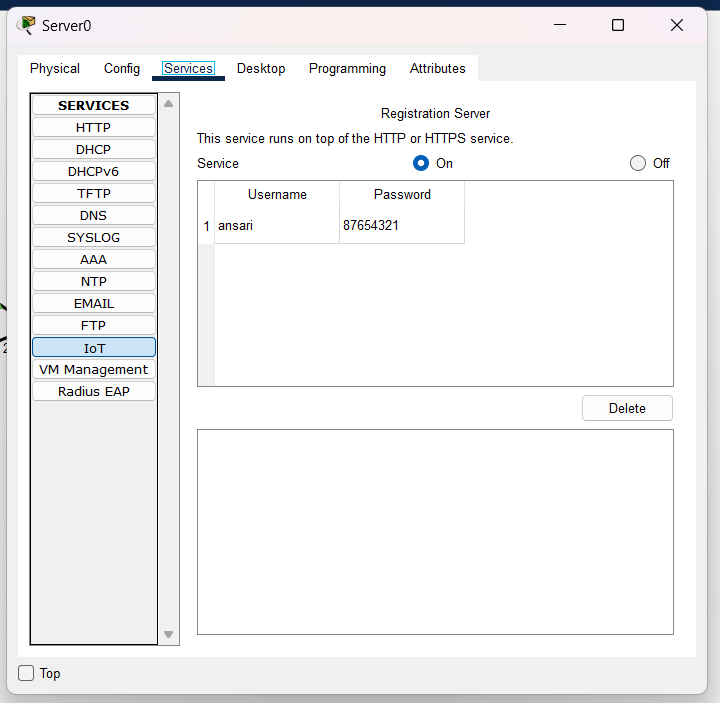 Server0
Physical Config Services Desktop Programming Attributes
SERVICES
HTTP
DHCP
DHCPv6
TFTP
DNS
SYSLOG
AAA
NTP
EMAIL
FTP
IoT
VM Management
Radius EAP
Registration Server
This service runs on top of the HTTP or HTTPS service.
Service On Off
Username Password
1 ansari 87654321
Delete
Top
2